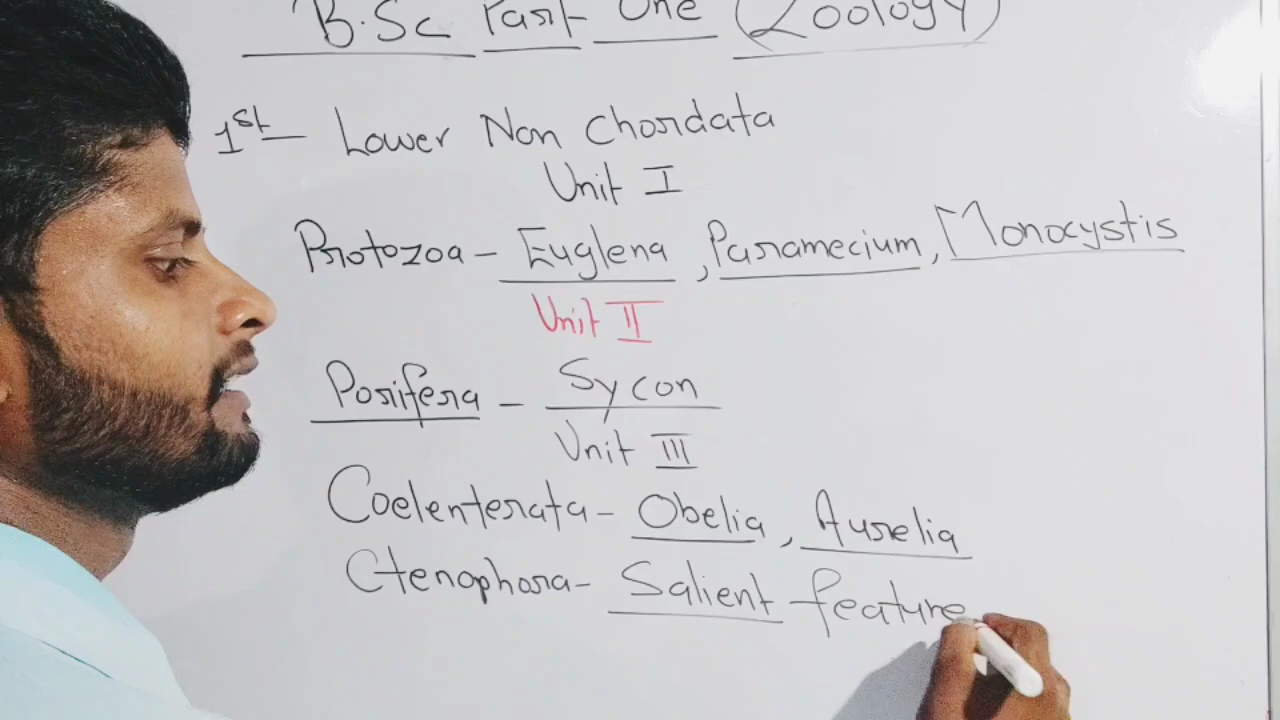 B.Sc Part One (Zoology)
1st Lower Non Chordata
Unit I
Protozoa - Euglena, Paramecium, Monocystis
Unit II
Porifera - Sycon
Unit III
Coelenterata - Obelia, Aurelia
Ctenophora - Salient feature